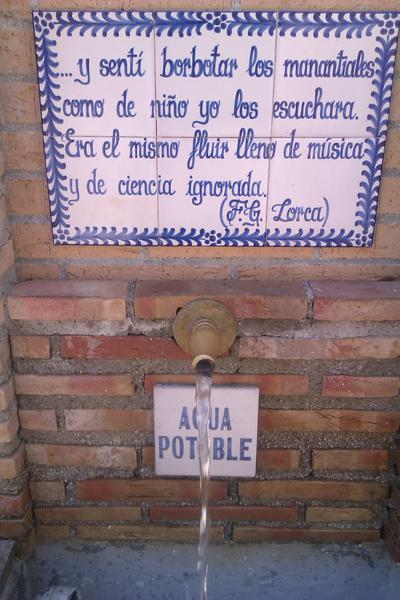 ...y sentí borbotar los manantiales
como de niño yo los escuchara.
Era el mismo fluir lleno de música
y de ciencia ignorada.
(F.G. Lorca)
AGUA
POTABLE